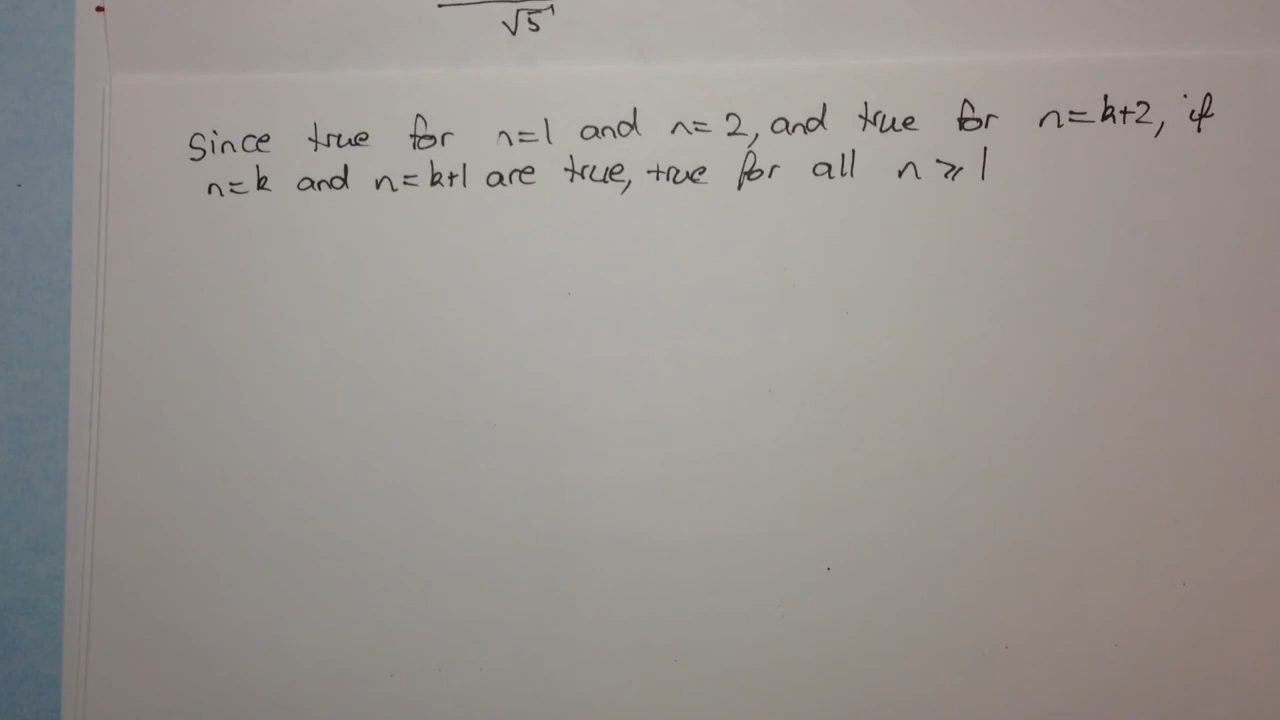 √5
Since true for n=1 and n=2, and true for n=k+2, if
n=k and n=k+1 are true, true for all n ⩾ 1